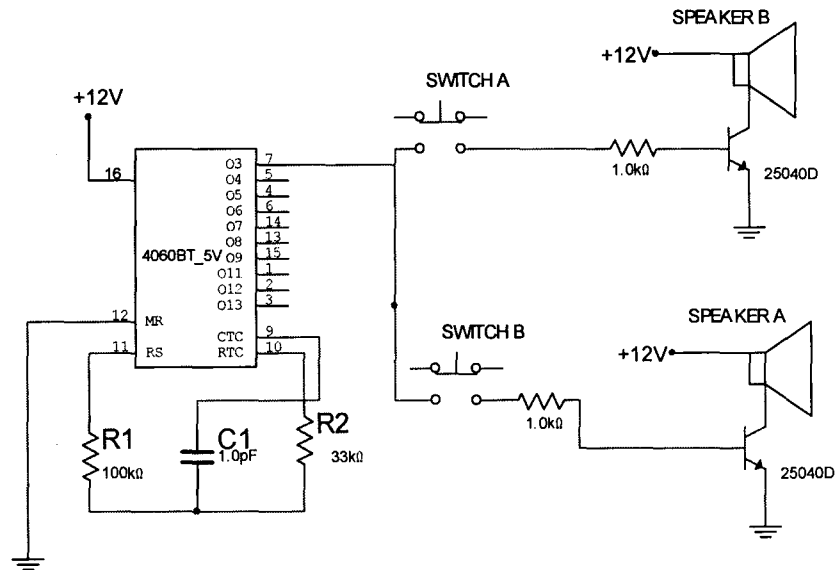 SPEAKER B
+12V
SWITCH A
+12V
16
O3 7
O4 5
O5 4
O6 6
O7 14
O8 13
O9 15
O11 1
O12 2
O13 3
4060BT_5V
12 MR
11 RS
CTC 9
RTC 10
1.0kΩ
25040D
SPEAKER A
SWITCH B
+12V
1.0kΩ
25040D
R1
100kΩ
C1
1.0pF
R2
33kΩ